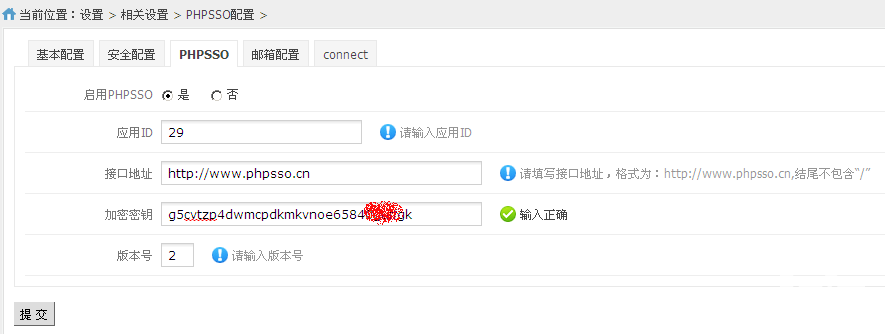 当前位置：设置 > 相关设置 > PHPSSO配置 >
基本配置 安全配置 PHPSSO 邮箱配置 connect
启用PHPSSO 是 否
应用ID 29 请输入应用ID
接口地址 http://www.phpsso.cn 请填写接口地址，格式为：http://www.phpsso.cn,结尾不包含“/”
加密密钥 输入正确
版本号 2 请输入版本号
提 交